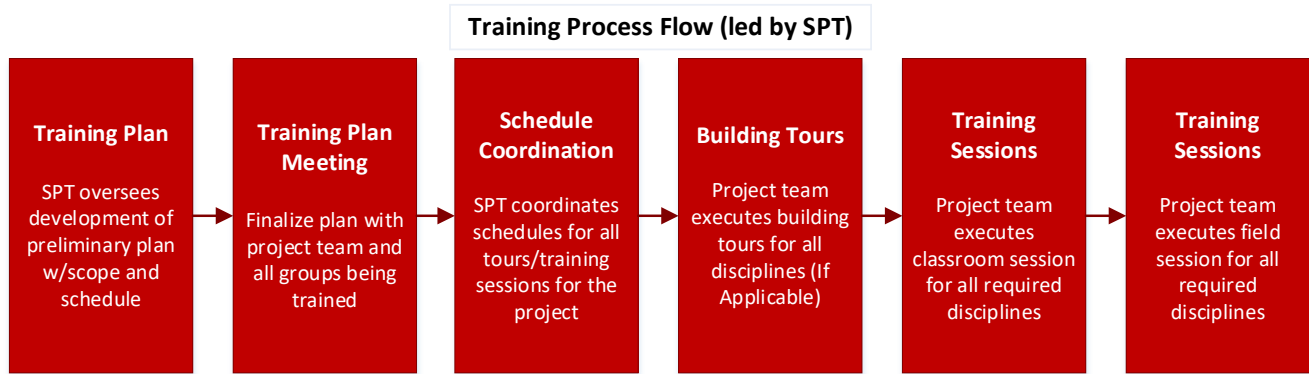 Training Process Flow (led by SPT)
Training Plan
SPT oversees
development of
preliminary plan
w/scope and
schedule
Training Plan
Meeting
Finalize plan with
project team and
all groups being
trained
Schedule
Coordination
SPT coordinates
schedules for all
tours/training
sessions for the
project
Building Tours
Project team
executes building
tours for all
disciplines (If
Applicable)
Training
Sessions
Project team
executes
classroom session
for all required
disciplines
Training
Sessions
Project team
executes field
session for all
required
disciplines